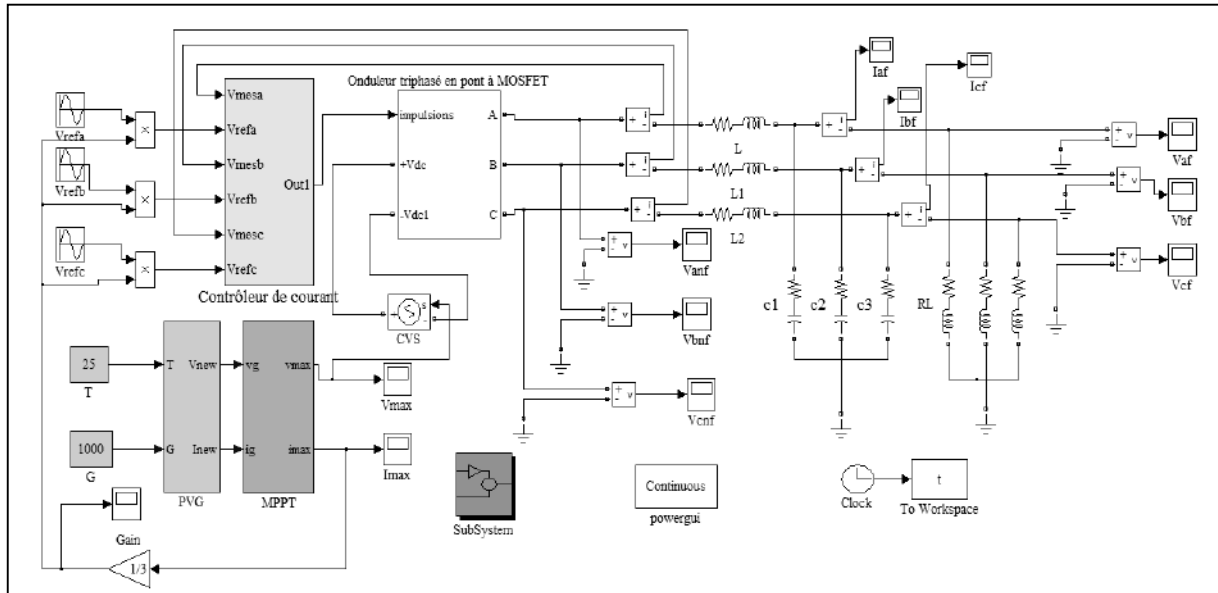 Onduleur triphasé en pont à MOSFET
Vrefa
×
Vrefb
×
Vrefc
×
Vmesa
Vrefa
Vmesb
Vrefb
Vmesc
Vrefc
Out1
Contrôleur de courant
impulsions
+Vdc
-Vdc1
A
B
C
+
-
s
CVS
+ i -
+ i -
+ i -
L
L1
L2
Iaf
Ibf
Icf
+ i -
+ i -
+ i -
+ - v
Vaf
+ - v
Vbf
+ - v
Vcf
+ - v
Vanf
+ - v
Vbnf
+ - v
Vcnf
c1
c2
c3
RL
25
T
1000
G
T
G
Vnew
Inew
PVG
vg
ig
vmax
imax
MPPT
Vmax
Imax
Gain
1/3
SubSystem
Continuous
powergui
Clock
t
To Workspace